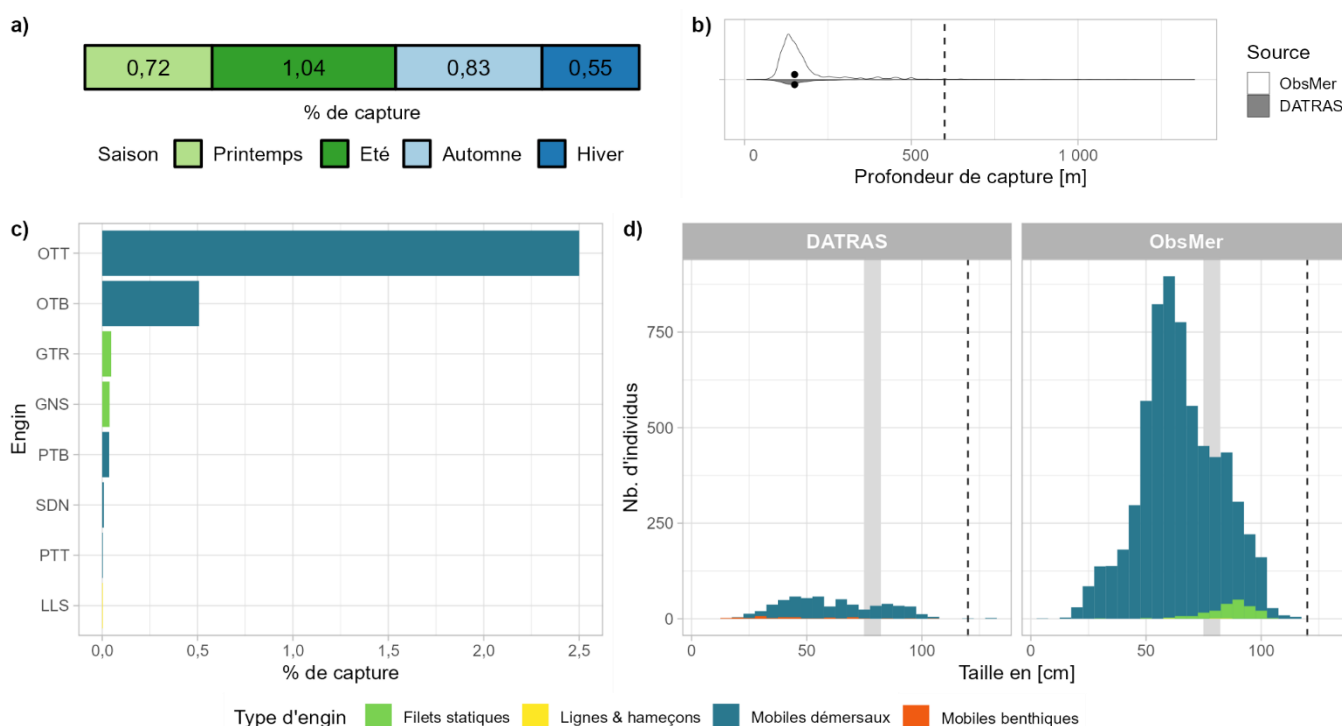 a)
0,72 1,04 0,83 0,55
% de capture
Saison Printemps Eté Automne Hiver
b)
0 500 1 000
Profondeur de capture [m]
Source
ObsMer
DATRAS
c)
OTT
OTB
GTR
GNS
PTB
SDN
PTT
LLS
Engin
0,0 0,5 1,0 1,5 2,0 2,5
% de capture
d)
DATRAS ObsMer
750
500
250
0
Nb. d'individus
0 50 100 0 50 100
Taille en [cm]
Type d'engin Filets statiques Lignes & hameçons Mobiles démersaux Mobiles benthiques